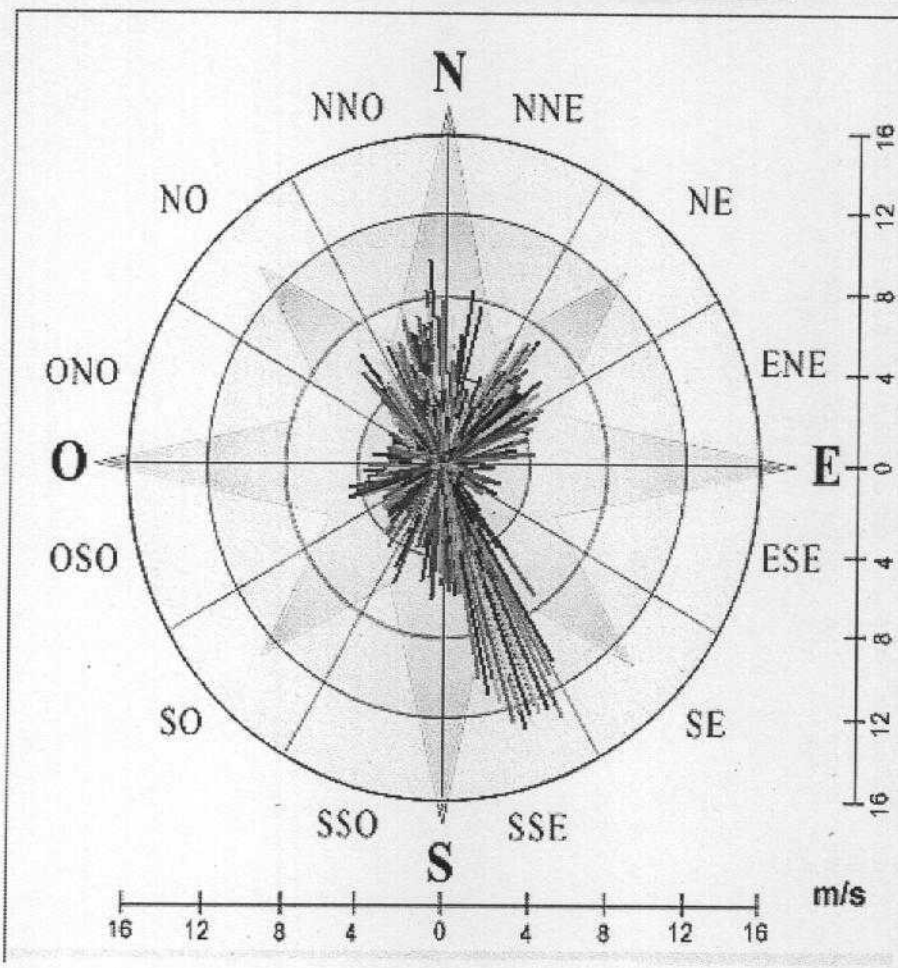 N
NNO NNE
NO NE
ONO ENE
O E
OSO ESE
SO SE
SSO SSE
S
16
12
8
4
0
4
8
12
16
m/s
16 12 8 4 0 4 8 12 16